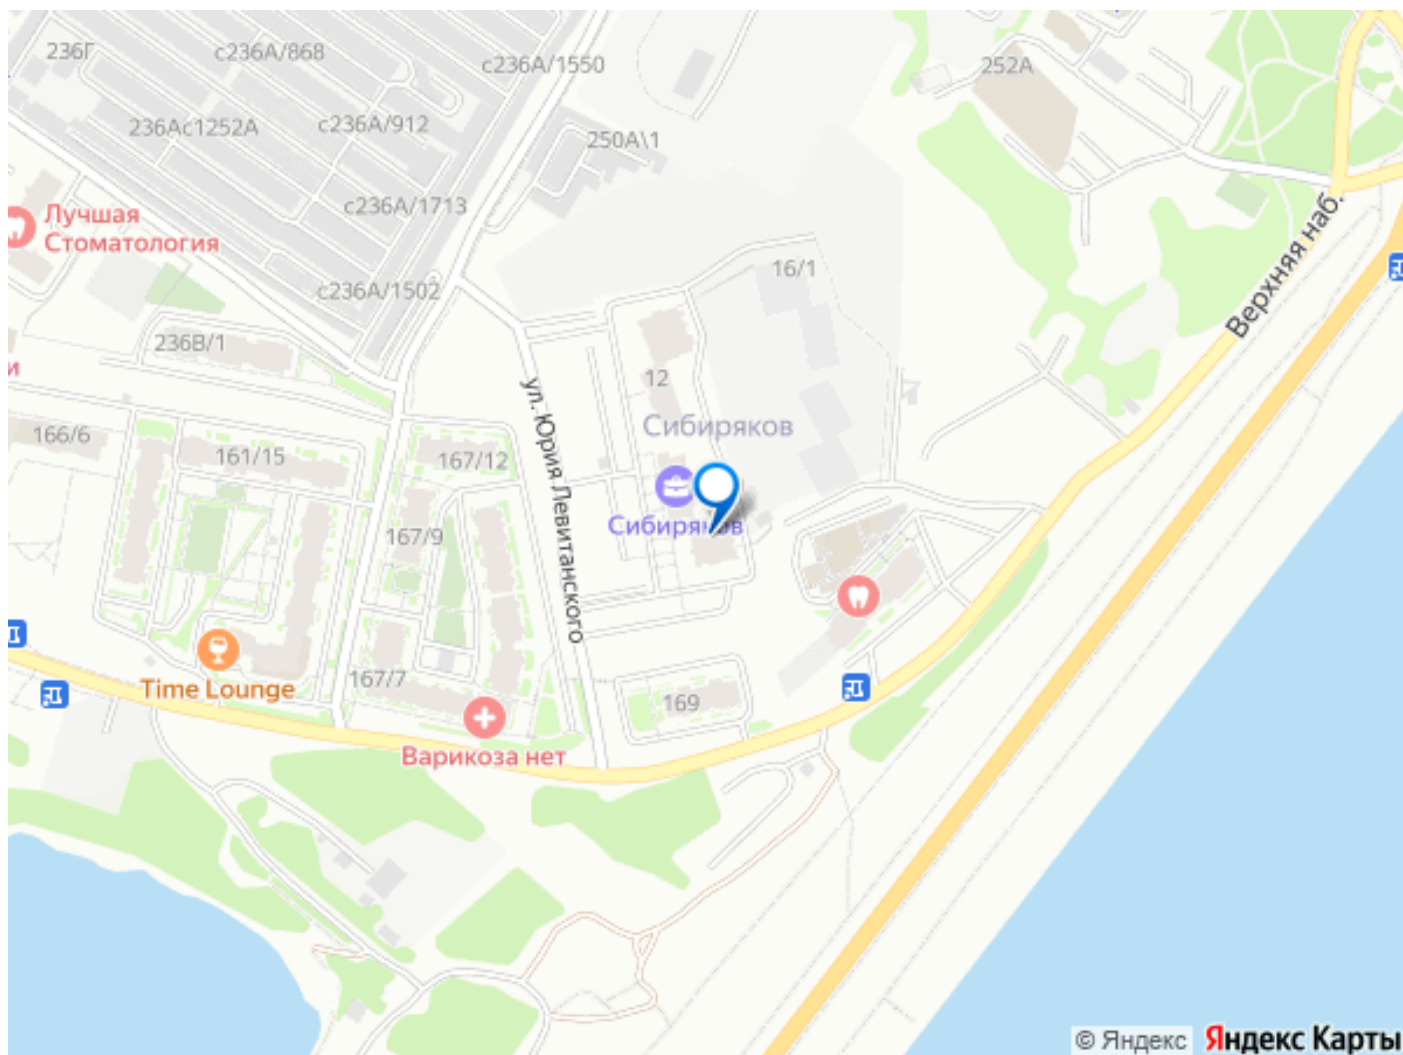 236Г
с236А/868
с236А/1550
252А
236Ас1252А
с236А/912
250А\1
Лучшая
Стоматология
с236А/1713
Верхняя наб.
16/1
с236А/1502
236В/1
и
12
ул. Юрия Левитанского
Сибиряков
166/6
161/15
167/12
Сибиряков
167/9
167/7
Time Lounge
169
Варикоза нет
© Яндекс Яндекс Карты